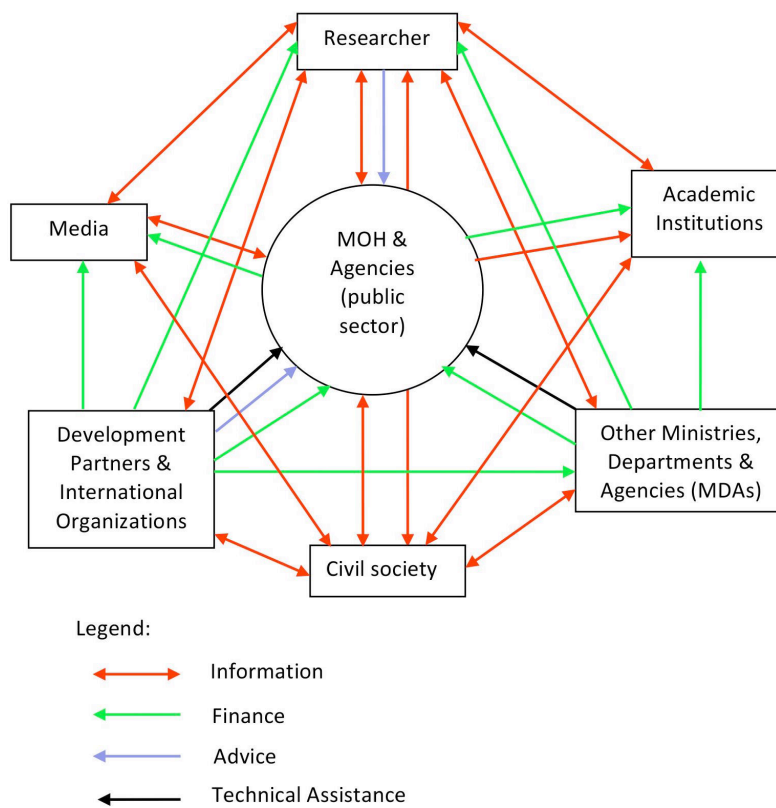 Researcher
Academic
Institutions
Media
MOH &
Agencies
(public
sector)
Development
Partners &
International
Organizations
Other Ministries,
Departments &
Agencies (MDAs)
Civil society
Legend:
Information
Finance
Advice
Technical Assistance